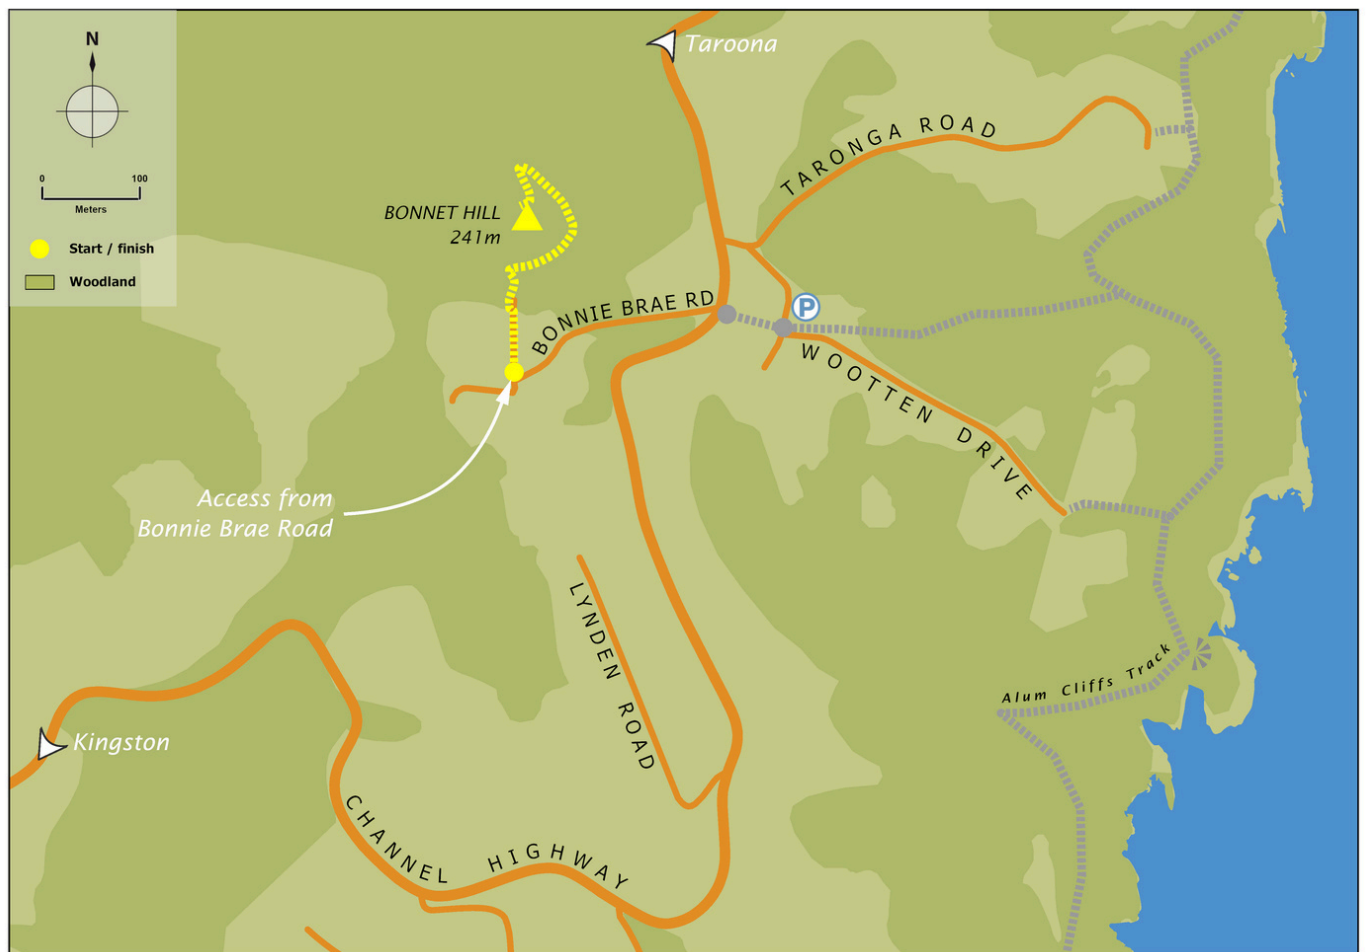 N
0 100
Meters
Start / finish
Woodland
Taroona
TARONGA ROAD
BONNET HILL
241m
BONNIE BRAE RD
P
WOOTTEN DRIVE
Access from
Bonnie Brae Road
LYNDEN ROAD
Alum Cliffs Track
Kingston
CHANNEL HIGHWAY